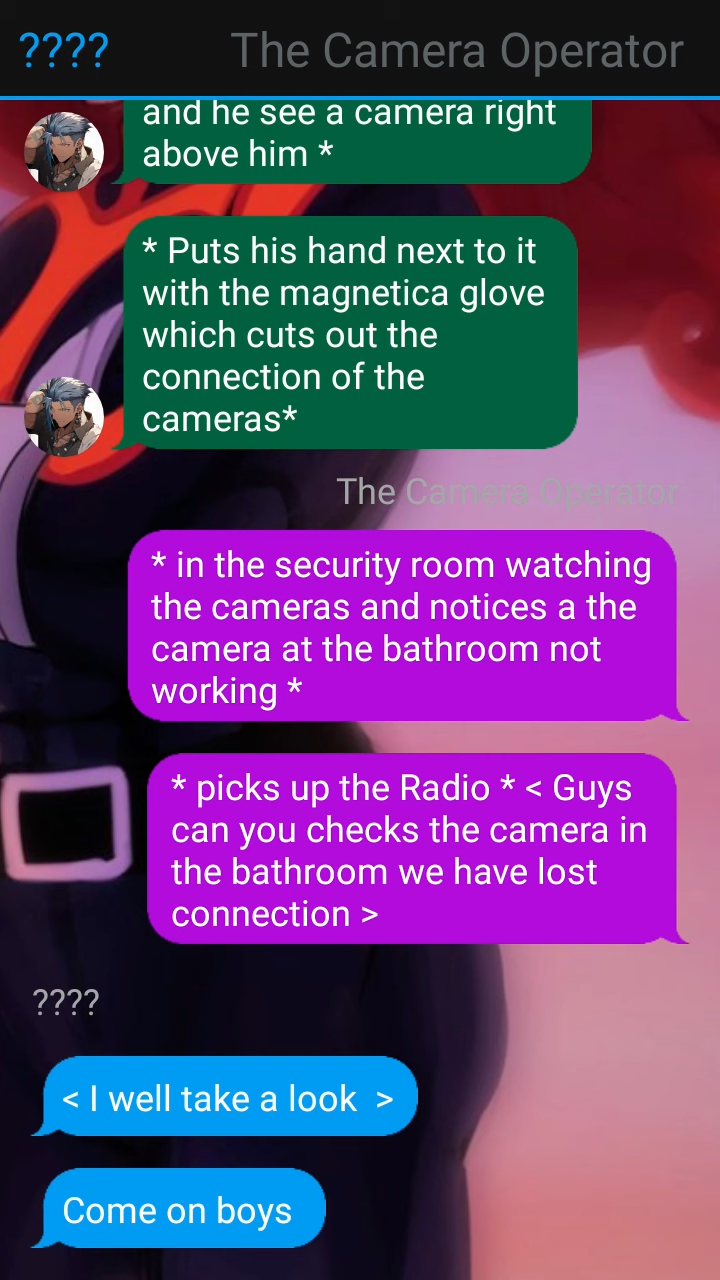 ???? The Camera Operator
and he see a camera right
above him *
* Puts his hand next to it
with the magnetica glove
which cuts out the
connection of the
cameras*
The Camera Operator
* in the security room watching
the cameras and notices a the
camera at the bathroom not
working *
* picks up the Radio * < Guys
can you checks the camera in
the bathroom we have lost
connection >
????
< I well take a look >
Come on boys